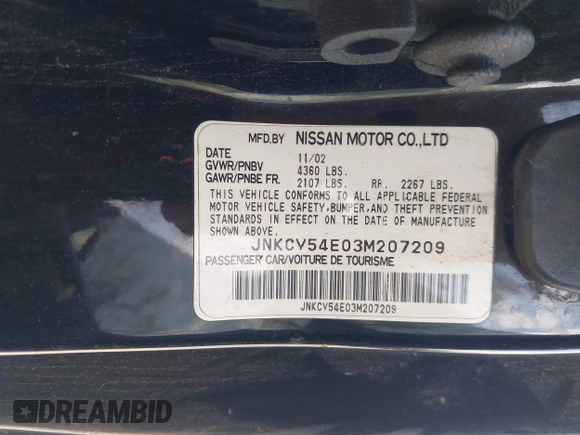 MFD.BY NISSAN MOTOR CO.,LTD
DATE 11/02
GVWR/PNBV 4360 LBS.
GAWR/PNBE FR. 2107 LBS. RR. 2267 LBS.
THIS VEHICLE CONFORMS TO ALL APPLICABLE FEDERAL
MOTOR VEHICLE SAFETY,BUMPER,AND THEFT PREVENTION
STANDARDS IN EFFECT ON THE DATE OF MANUFACTURE
SHOWN ABOVE.
JNKCV54E03M207209
PASSENGER CAR/VOITURE DE TOURISME
JNKCV54E03M207209
DREAMBID